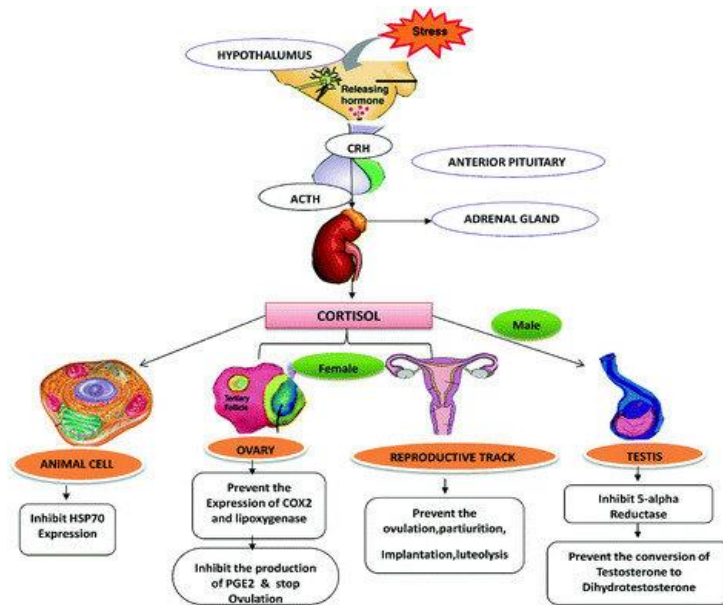 Stress
HYPOTHALUMUS
Releasing
hormone
CRH
ANTERIOR PITUITARY
ACTH
ADRENAL GLAND
CORTISOL
Male
Female
Tertiary
Follicle
ANIMAL CELL
OVARY
REPRODUCTIVE TRACK
TESTIS
Inhibit HSP70
Expression
Prevent the
Expression of COX2
and lipoxygenase
Inhibit the production
of PGE2 & stop
Ovulation
Prevent the
ovulation,partiurition,
Implantation,luteolysis
Inhibit 5-alpha
Reductase
Prevent the conversion of
Testosterone to
Dihydrotestosterone